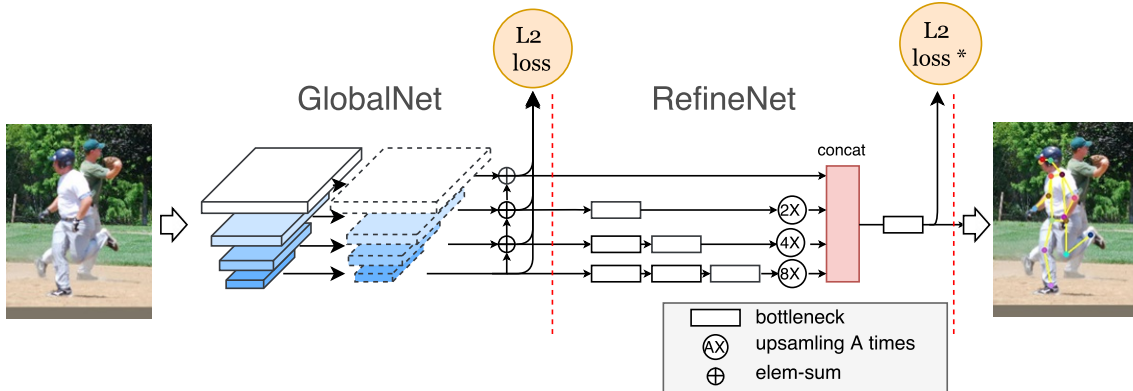 L2
loss
L2
loss *
GlobalNet
RefineNet
concat
2X
4X
8X
bottleneck
AX
upsamling A times
elem-sum